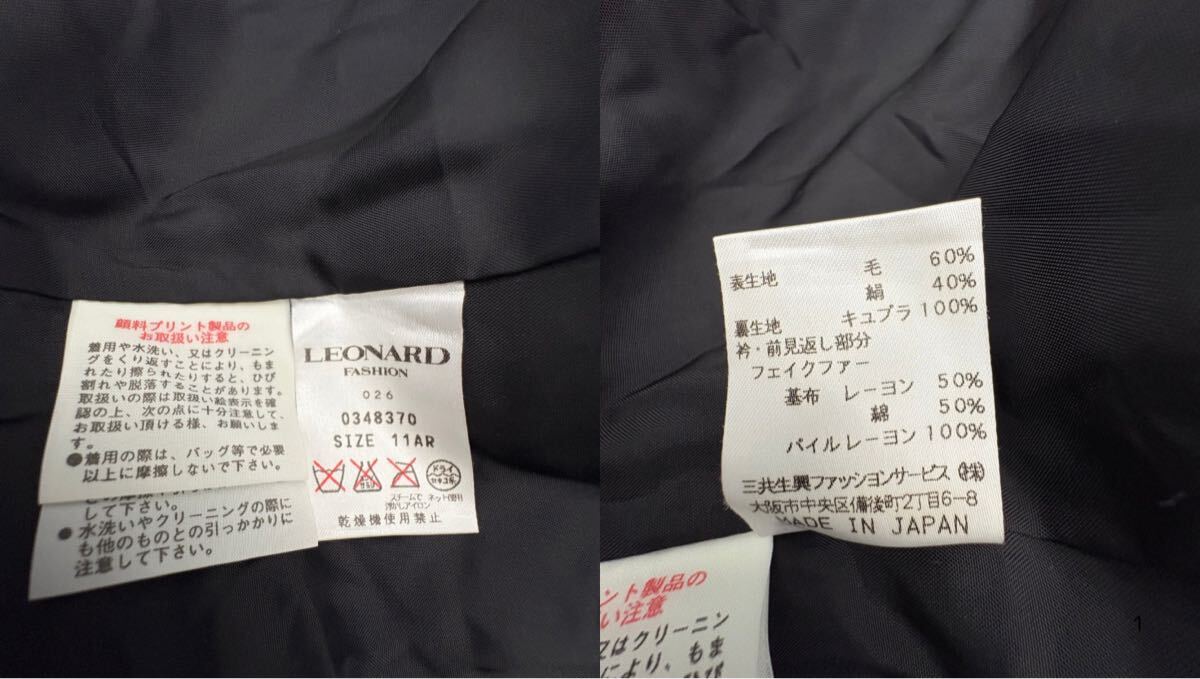 顔料プリント製品の
お取扱い注意
着用や水洗い、又はクリーニン
グをくり返すことにより、もま
れたり擦られたりすると、ひび
割れや脱落することがあります。
取扱いの際は取扱い絵表示を確
認の上、次の点に十分注意して、
お取扱い頂ける様、お願いしま
す。
●着用の際は、バッグ等で必要
以上に摩擦しないで下さい。
して下さい。
●水洗いやクリーニングの際に
も他のものとの引っかかりに
注意して下さい。
LEONARD
FASHION
026
0348370
SIZE 11AR
ドライ
セキユ系
スチームで
浮かしアイロン
ネット使用
乾燥機使用禁止
表生地 毛 60%
絹 40%
裏生地 キュプラ 100%
衿・前見返し部分
フェイクファー
基布 レーヨン 50%
綿 50%
パイルレーヨン 100%
三共生興ファッションサービス(株)
大阪市中央区備後町2丁目6-8
MADE IN JAPAN
ント製品の
い注意
又はクリーニン
により、もま
1